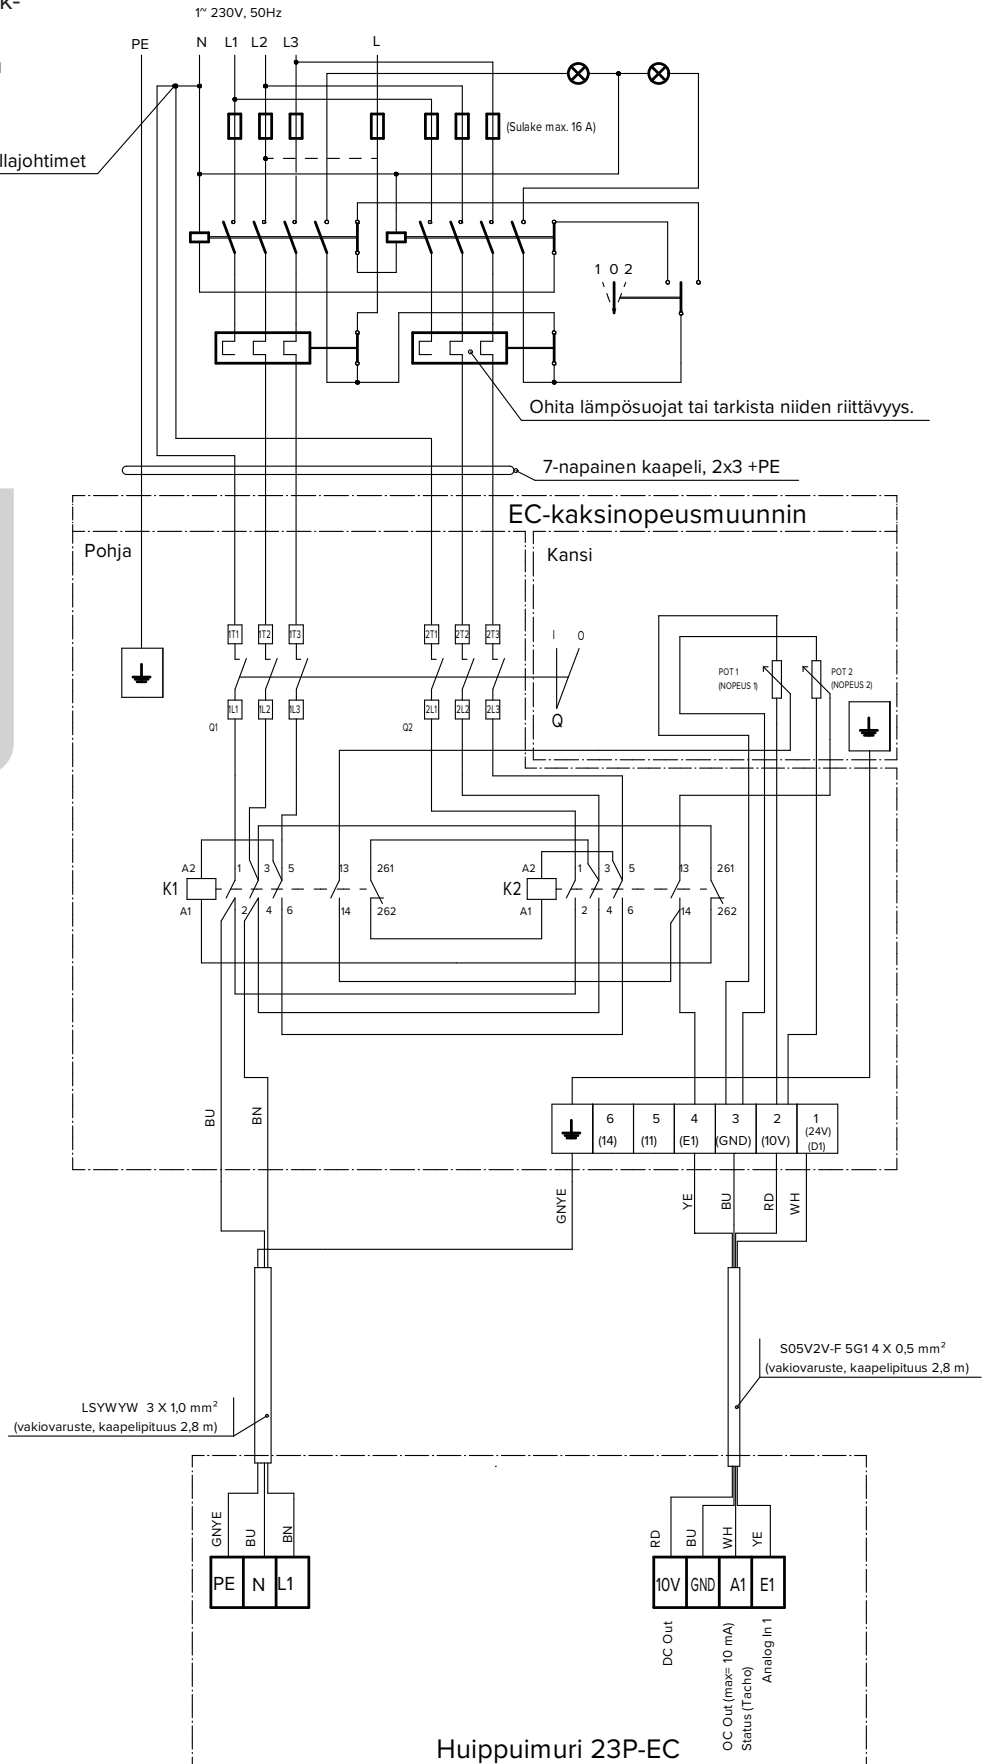 k-
1~ 230V, 50Hz
PE N L1 L2 L3 L
(Sulake max. 16 A)
llajohtimet
1 0 2
Ohita lämpösuojat tai tarkista niiden riittävyys.
7-napainen kaapeli, 2x3 +PE
EC-kaksinopeusmuunnin
Pohja
Kansi
1T1 1T2 1T3 2T1 2T2 2T3
I 0
POT 1
(NOPEUS 1)
POT 2
(NOPEUS 2)
1L1 1L2 1L3 2L1 2L2 2L3
Q1 Q2 Q
A2 1 3 5 13 261 A2 1 3 5 13 261
K1 K2
A1 2 4 6 14 262 A1 2 4 6 14 262
BU BN
6 5 4 3 2 1
(14) (11) (E1) (GND) (10V) (24V)
(D1)
GNYE YE BU RD WH
S05V2V-F 5G1 4 X 0,5 mm²
(vakiovaruste, kaapelipituus 2,8 m)
LSYWYW 3 X 1,0 mm²
(vakiovaruste, kaapelipituus 2,8 m)
GNYE BU BN RD BU WH YE
PE N L1 10V GND A1 E1
DC Out
OC Out (max= 10 mA)
Status (Tacho)
Analog In 1
Huippuimuri 23P-EC